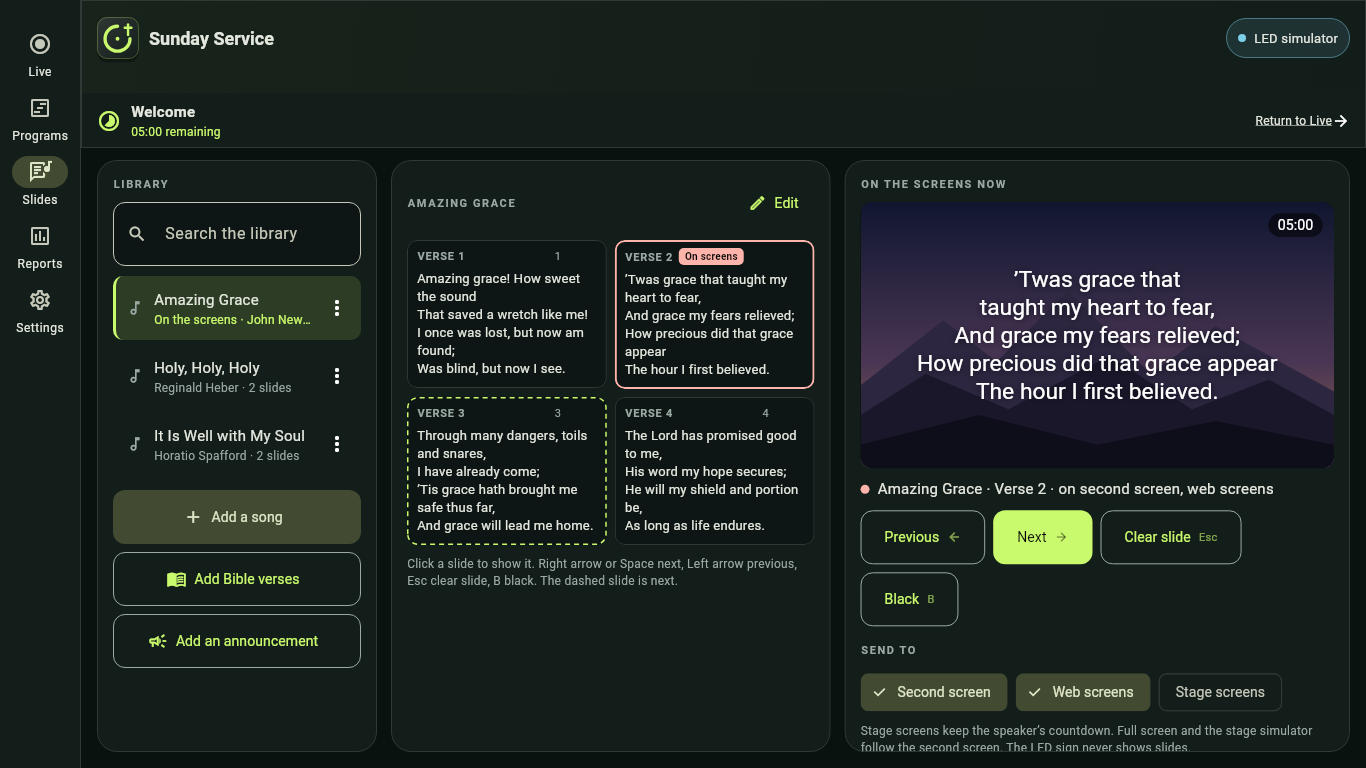 Sunday Service
LED simulator
Live
Programs
Slides
Reports
Settings
Welcome
05:00 remaining
Return to Live
LIBRARY
Search the library
Amazing Grace
On the screens · John New…
Holy, Holy, Holy
Reginald Heber · 2 slides
It Is Well with My Soul
Horatio Spafford · 2 slides
Add a song
Add Bible verses
Add an announcement
AMAZING GRACE
Edit
VERSE 1 1
Amazing grace! How sweet
the sound
That saved a wretch like me!
I once was lost, but now am
found;
Was blind, but now I see.
VERSE 2 On screens
’Twas grace that taught my
heart to fear,
And grace my fears relieved;
How precious did that grace
appear
The hour I first believed.
VERSE 3 3
Through many dangers, toils
and snares,
I have already come;
’Tis grace hath brought me
safe thus far,
And grace will lead me home.
VERSE 4 4
The Lord has promised good
to me,
His word my hope secures;
He will my shield and portion
be,
As long as life endures.
Click a slide to show it. Right arrow or Space next, Left arrow previous,
Esc clear slide, B black. The dashed slide is next.
ON THE SCREENS NOW
05:00
’Twas grace that
taught my heart to fear,
And grace my fears relieved;
How precious did that grace appear
The hour I first believed.
Amazing Grace · Verse 2 · on second screen, web screens
Previous ←
Next →
Clear slide Esc
Black B
SEND TO
Second screen
Web screens
Stage screens
Stage screens keep the speaker’s countdown. Full screen and the stage simulator
follow the second screen. The LED sign never shows slides.